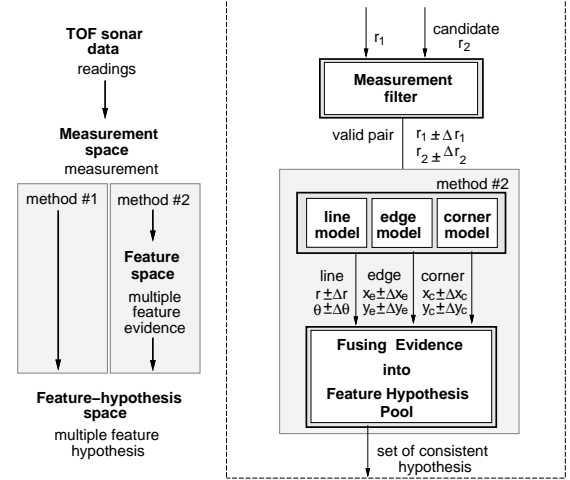 TOF sonar
data
readings
Measurement
space
measurement
method #1
method #2
Feature
space
multiple
feature
evidence
Feature–hypothesis
space
multiple feature
hypothesis
r1
candidate
r2
Measurement
filter
valid pair
r1 ± Δ r1
r2 ± Δ r2
method #2
line
model
edge
model
corner
model
line
r ± Δr
θ ± Δθ
edge
xe ± Δxe
ye ± Δye
corner
xc ± Δxc
yc ± Δyc
Fusing Evidence
into
Feature Hypothesis
Pool
set of consistent
hypothesis